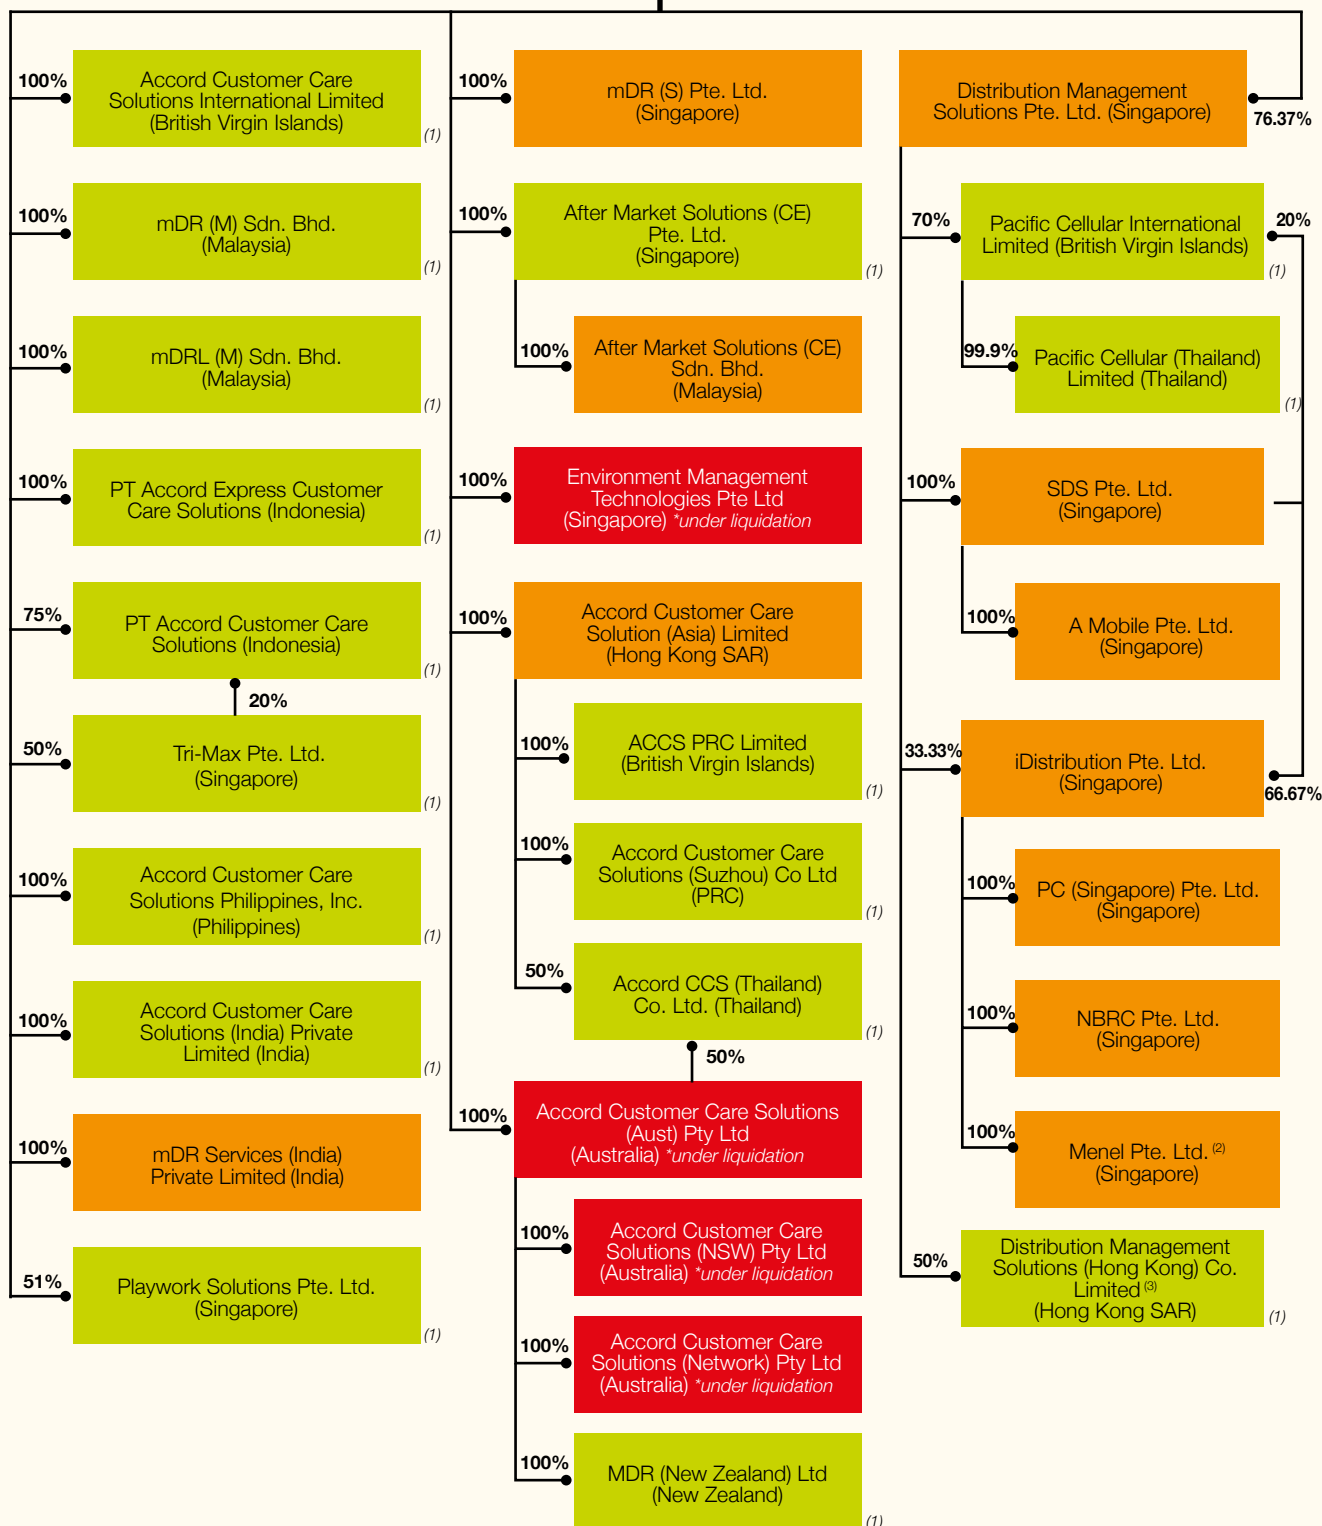 100%
Accord Customer Care
Solutions International Limited
(British Virgin Islands)
(1)
100%
mDR (M) Sdn. Bhd.
(Malaysia)
(1)
100%
mDRL (M) Sdn. Bhd.
(Malaysia)
(1)
100%
PT Accord Express Customer
Care Solutions (Indonesia)
(1)
75%
PT Accord Customer Care
Solutions (Indonesia)
(1)
20%
50%
Tri-Max Pte. Ltd.
(Singapore)
(1)
100%
Accord Customer Care
Solutions Philippines, Inc.
(Philippines)
(1)
100%
Accord Customer Care
Solutions (India) Private
Limited (India)
(1)
100%
mDR Services (India)
Private Limited (India)
51%
Playwork Solutions Pte. Ltd.
(Singapore)
(1)
100%
mDR (S) Pte. Ltd.
(Singapore)
100%
After Market Solutions (CE)
Pte. Ltd.
(Singapore)
(1)
100%
After Market Solutions (CE)
Sdn. Bhd.
(Malaysia)
100%
Environment Management
Technologies Pte Ltd
(Singapore) *under liquidation
100%
Accord Customer Care
Solution (Asia) Limited
(Hong Kong SAR)
100%
ACCS PRC Limited
(British Virgin Islands)
(1)
100%
Accord Customer Care
Solutions (Suzhou) Co Ltd
(PRC)
(1)
50%
Accord CCS (Thailand)
Co. Ltd. (Thailand)
(1)
50%
100%
Accord Customer Care Solutions
(Aust) Pty Ltd
(Australia) *under liquidation
100%
Accord Customer Care
Solutions (NSW) Pty Ltd
(Australia) *under liquidation
100%
Accord Customer Care
Solutions (Network) Pty Ltd
(Australia) *under liquidation
100%
MDR (New Zealand) Ltd
(New Zealand)
(1)
Distribution Management
Solutions Pte. Ltd. (Singapore)
76.37%
70%
Pacific Cellular International
Limited (British Virgin Islands)
20%
(1)
99.9%
Pacific Cellular (Thailand)
Limited (Thailand)
(1)
100%
SDS Pte. Ltd.
(Singapore)
100%
A Mobile Pte. Ltd.
(Singapore)
33.33%
iDistribution Pte. Ltd.
(Singapore)
66.67%
100%
PC (Singapore) Pte. Ltd.
(Singapore)
100%
NBRC Pte. Ltd.
(Singapore)
100%
Menel Pte. Ltd. (2)
(Singapore)
50%
Distribution Management
Solutions (Hong Kong) Co.
Limited (3)
(Hong Kong SAR)
(1)